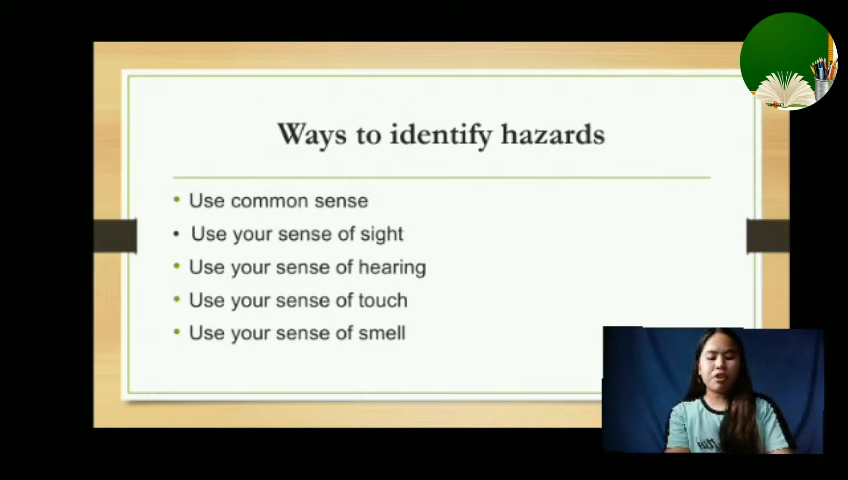 Ways to identify hazards
• Use common sense
• Use your sense of sight
• Use your sense of hearing
• Use your sense of touch
• Use your sense of smell